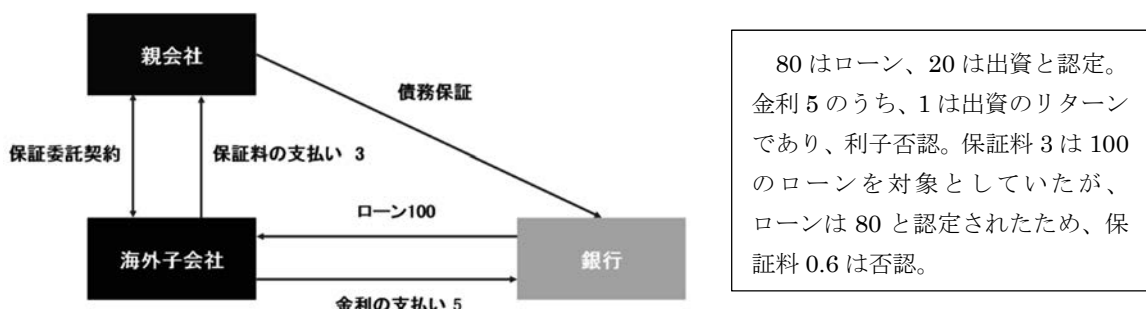 親会社
債務保証
保証委託契約
保証料の支払い 3
ローン100
海外子会社
銀行
金利の支払い 5
80 はローン、20 は出資と認定。
金利 5 のうち、1 は出資のリターン
であり、利子否認。保証料 3 は 100
のローンを対象としていたが、
ローンは 80 と認定されたため、保
証料 0.6 は否認。